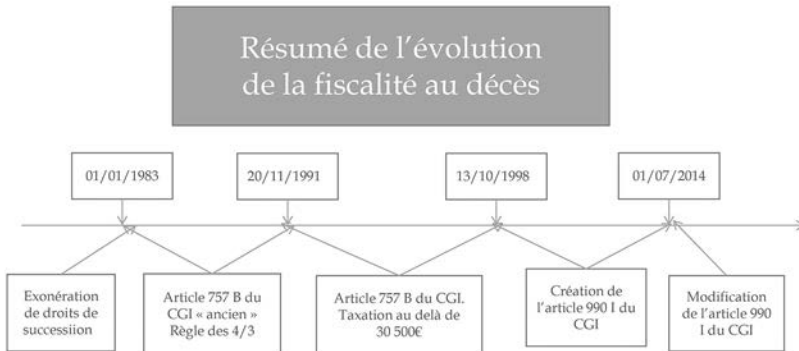 Résumé de l'évolution
de la fiscalité au décès
01/01/1983
20/11/1991
13/10/1998
01/07/2014
Exonération
de droits de
successiion
Article 757 B du
CGI « ancien »
Règle des 4/3
Article 757 B du CGI.
Taxation au delà de
30 500€
Création de
l'article 990 I du
CGI
Modification
de l'article 990
I du CGI